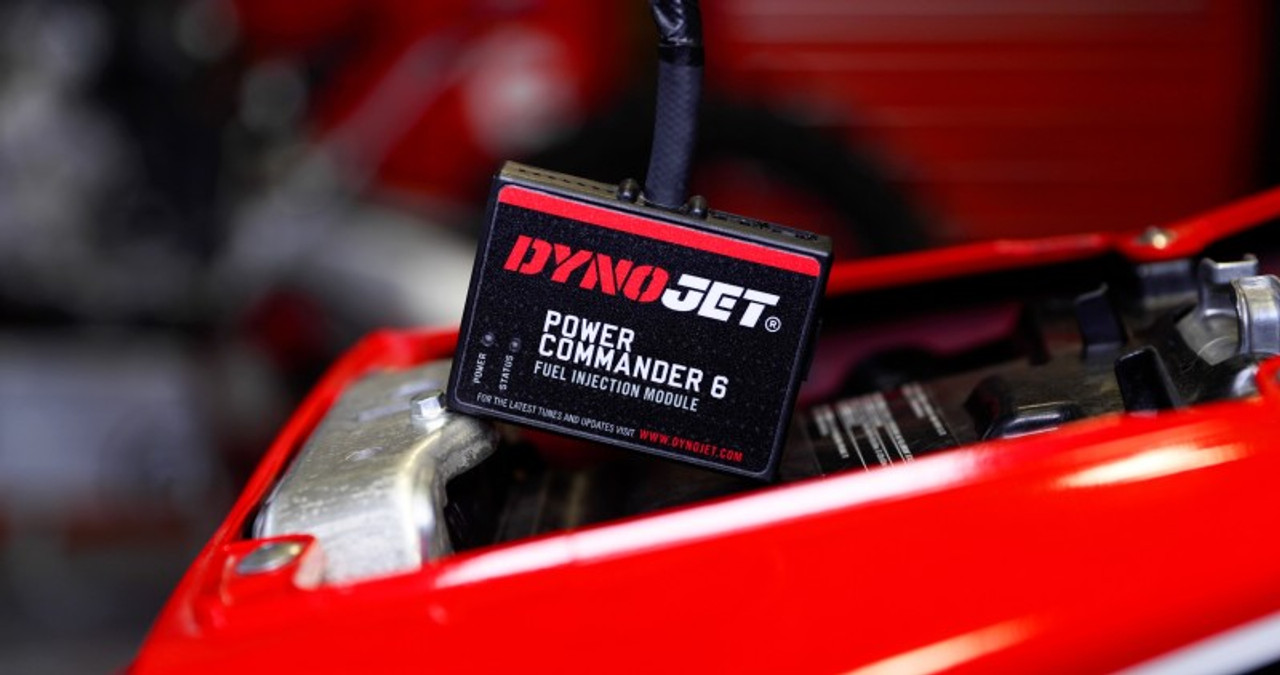 DYNOJET®
POWER
COMMANDER 6
FUEL INJECTION MODULE
POWER
STATUS
FOR THE LATEST TUNES AND UPDATES VISIT WWW.DYNOJET.COM